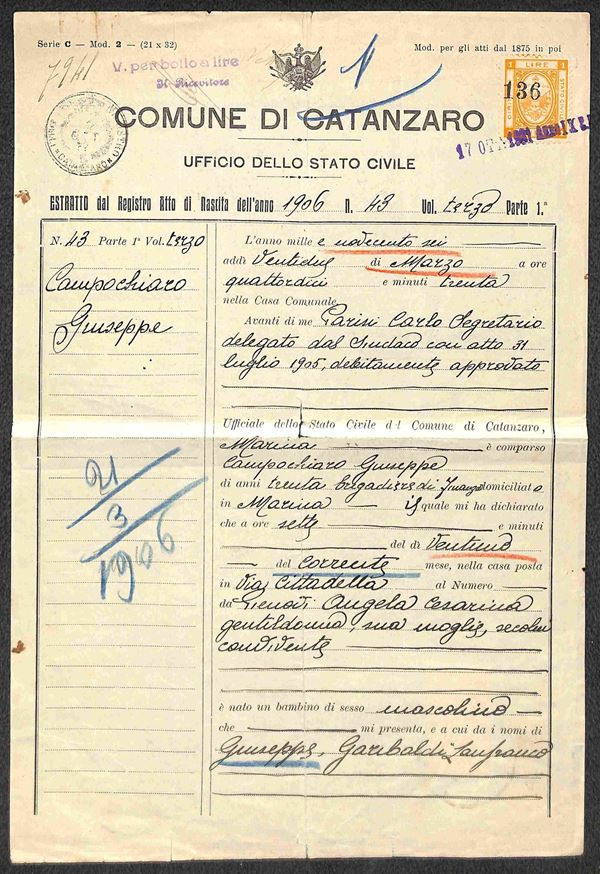 Serie C - Mod. 2 - (21 x 32)
Mod. per gli atti dal 1875 in poi
7941
V. per bollo a lire
Il Ricevitore
1 LIRE 1
136
17 OTT. 1931
COMUNE DI CATANZARO
UFFICIO DELLO STATO CIVILE
ESTRATTO dal Registro Atto di Nascita dell'anno 1906 N. 43 Vol. terzo Parte 1.ª
N. 43 Parte Iª Vol. terzo
Campochiaro
Giuseppe
21
3
1906
L'anno mille e novecento sei
addì Ventidue di Marzo a ore
quattordici e minuti trenta
nella Casa Comunale
Avanti di me Parisi Carlo Segretario
delegato dal Sindaco con atto 31
luglio 1905, debitamente approvato
Ufficiale dello Stato Civile del Comune di Catanzaro,
Marina è comparso
Campochiaro Giuseppe
di anni trenta brigadiere di finanza domiciliato
in Marina il quale mi ha dichiarato
che a ore sette e minuti
del dì Ventuno
del corrente mese, nella casa posta
in Via Cittadella al Numero
da Angela Cesarina
gentildonna, sua moglie, secolui
convivente
è nato un bambino di sesso mascolino
che mi presenta, e a cui da i nomi di
Giuseppe, Garibaldi, Lanfranco